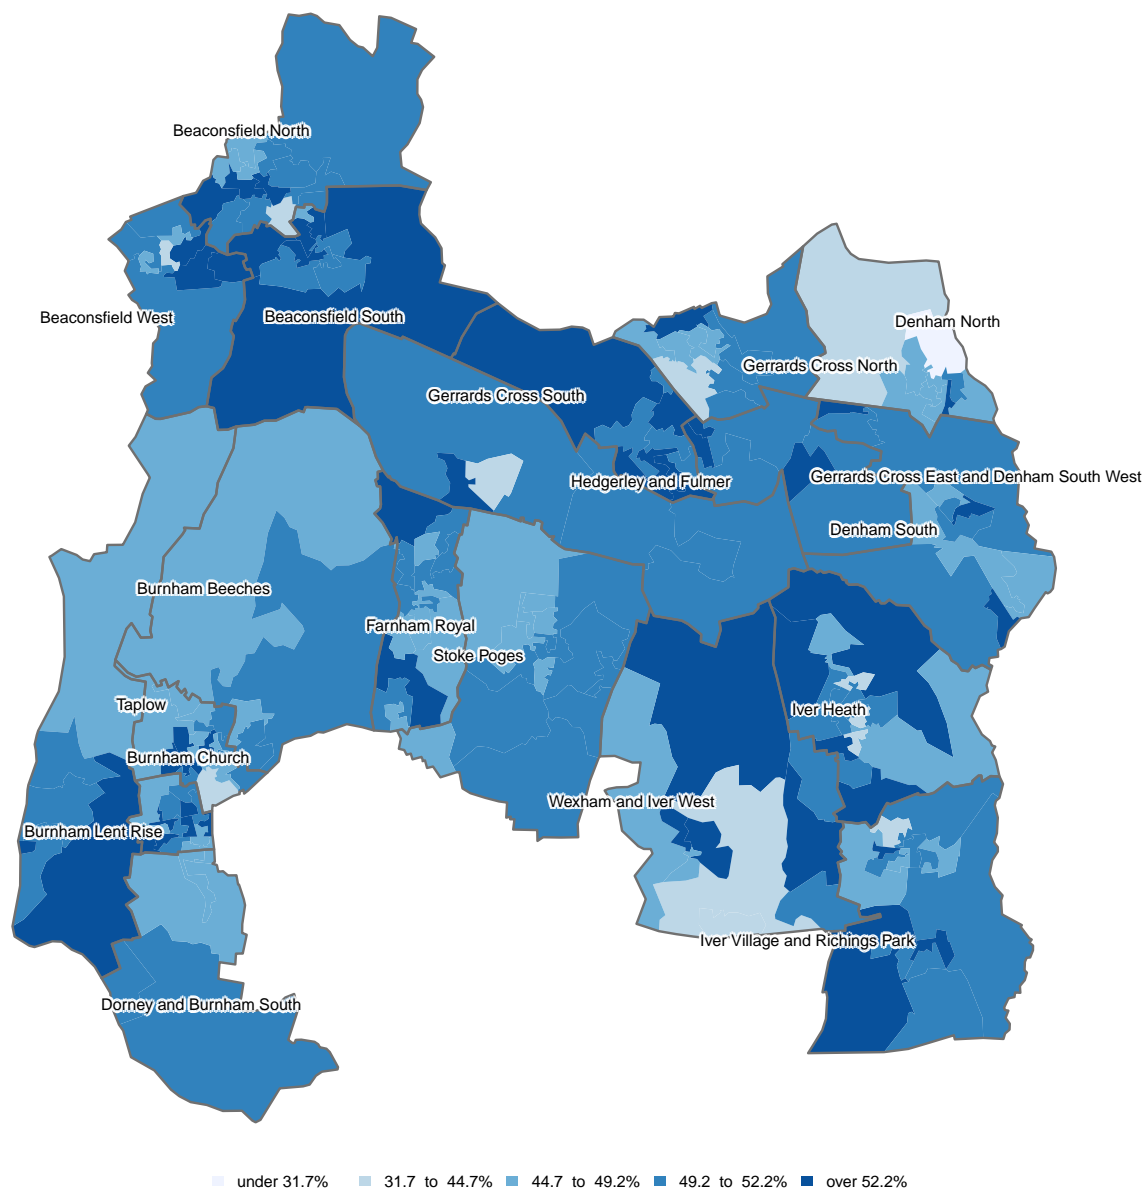 Beaconsfield North
Beaconsfield West
Beaconsfield South
Denham North
Gerrards Cross North
Gerrards Cross South
Hedgerley and Fulmer
Gerrards Cross East and Denham South West
Denham South
Burnham Beeches
Farnham Royal
Stoke Poges
Taplow
Iver Heath
Burnham Church
Wexham and Iver West
Burnham Lent Rise
Iver Village and Richings Park
Dorney and Burnham South
under 31.7% 31.7 to 44.7% 44.7 to 49.2% 49.2 to 52.2% over 52.2%